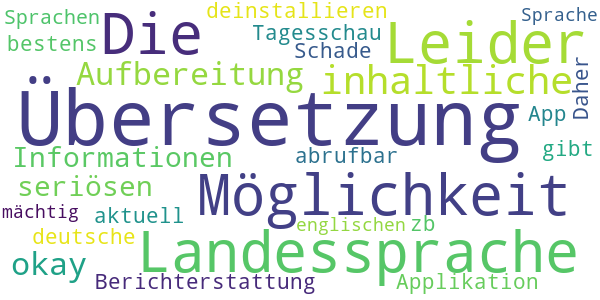 Sprachen deinstallieren Sprache
bestens Die Tagesschau Leider
Schade
Aufbereitung inhaltliche Daher
Übersetzung App
Informationen abrufbar gibt
seriösen Möglichkeit
mächtig aktuell englischen zb
deutsche Landessprache
okay Berichterstattung Applikation